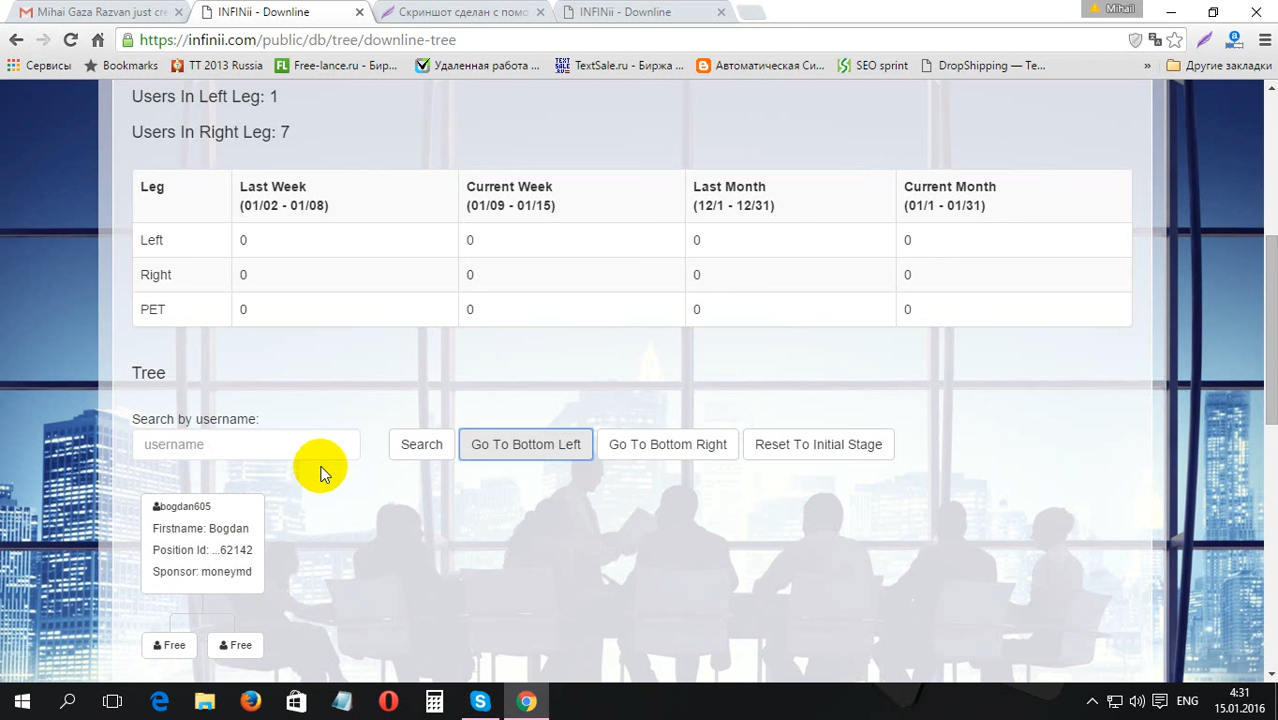 Mihai Gaza Razvan just cre
INFINii - Downline
Скриншот сделан с помо
INFINii - Downline
Mihail
https://infinii.com/public/db/tree/downline-tree
Сервисы
Bookmarks
TT 2013 Russia
Free-lance.ru - Бир...
Удаленная работа ...
TextSale.ru - Биржа ...
Автоматическая Си...
SEO sprint
DropShipping — Te...
»
Другие закладки
Users In Left Leg: 1
Users In Right Leg: 7
Leg Last Week Current Week Last Month Current Month
(01/02 - 01/08) (01/09 - 01/15) (12/1 - 12/31) (01/1 - 01/31)
Left 0 0 0 0
Right 0 0 0 0
PET 0 0 0 0
Tree
Search by username:
username Search Go To Bottom Left Go To Bottom Right Reset To Initial Stage
bogdan605
Firstname: Bogdan
Position Id: ...62142
Sponsor: moneymd
Free Free
ENG
4:31
15.01.2016